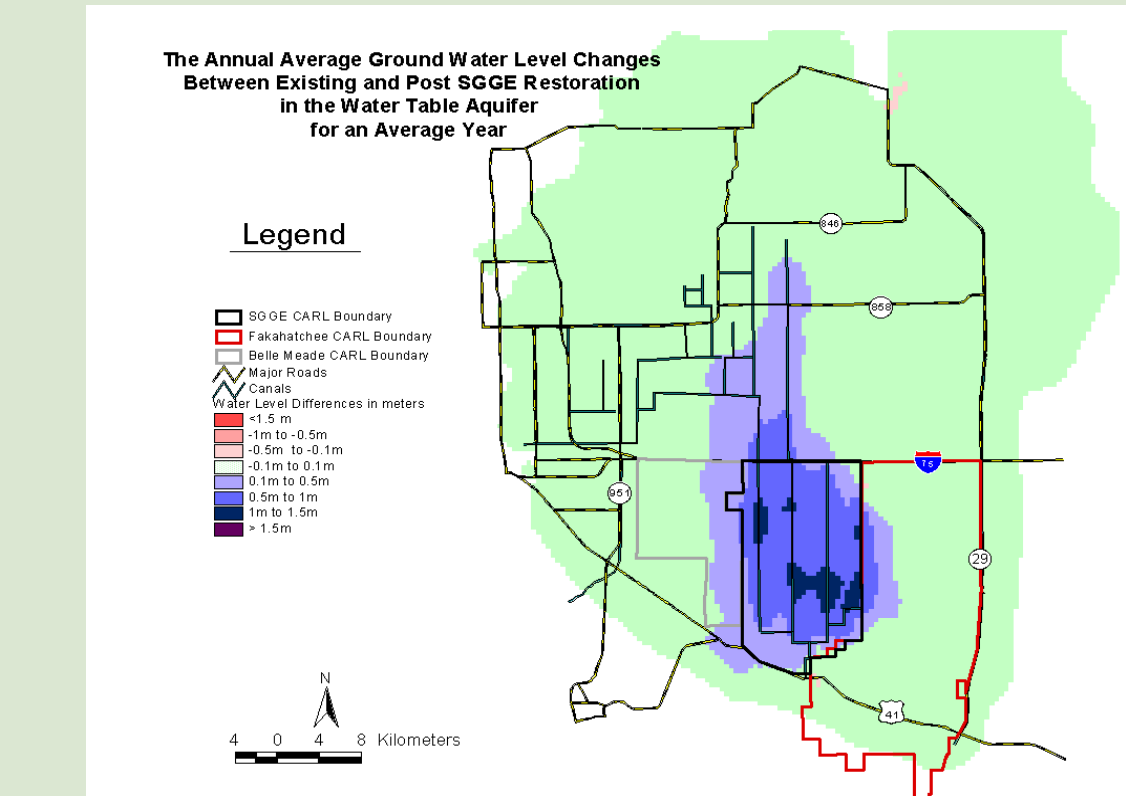 The Annual Average Ground Water Level Changes
Between Existing and Post SGGE Restoration
in the Water Table Aquifer
for an Average Year
846
Legend
858
SGGE CARL Boundary
Fakahatchee CARL Boundary
Belle Meade CARL Boundary
Major Roads
Canals
Water Level Differences in meters
<1.5 m
-1m to -0.5m
-0.5m to -0.1m
-0.1m to 0.1m
0.1m to 0.5m
0.5m to 1m
1m to 1.5m
> 1.5m
75
951
29
N
41
4 0 4 8 Kilometers